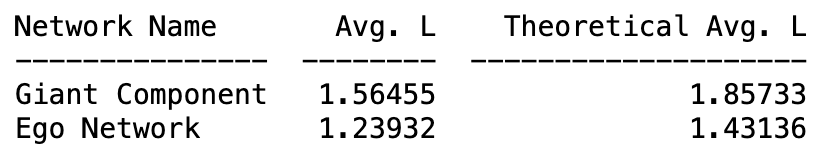 Network Name Avg. L Theoretical Avg. L
--------------- -------- --------------------
Giant Component 1.56455 1.85733
Ego Network 1.23932 1.43136